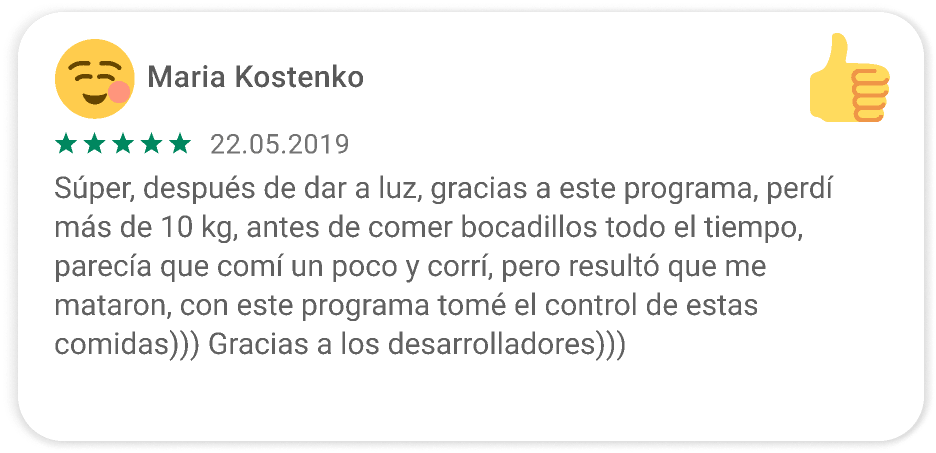 Maria Kostenko
22.05.2019
Súper, después de dar a luz, gracias a este programa, perdí
más de 10 kg, antes de comer bocadillos todo el tiempo,
parecía que comí un poco y corrí, pero resultó que me
mataron, con este programa tomé el control de estas
comidas))) Gracias a los desarrolladores)))